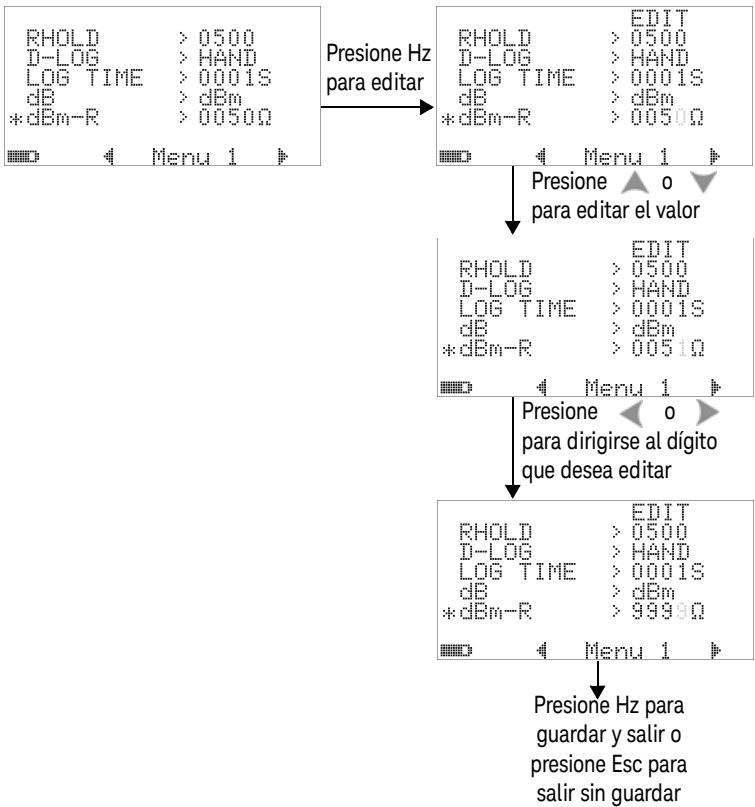 RHOLD > 0500
D-LOG > HAND
LOG TIME > 0001S
dB > dBm
*dBm-R > 0050Ω
Menu 1
Presione Hz
para editar
EDIT
RHOLD > 0500
D-LOG > HAND
LOG TIME > 0001S
dB > dBm
*dBm-R > 0050Ω
Menu 1
Presione o
para editar el valor
EDIT
RHOLD > 0500
D-LOG > HAND
LOG TIME > 0001S
dB > dBm
*dBm-R > 0051Ω
Menu 1
Presione o
para dirigirse al dígito
que desea editar
EDIT
RHOLD > 0500
D-LOG > HAND
LOG TIME > 0001S
dB > dBm
*dBm-R > 9999Ω
Menu 1
Presione Hz para
guardar y salir o
presione Esc para
salir sin guardar